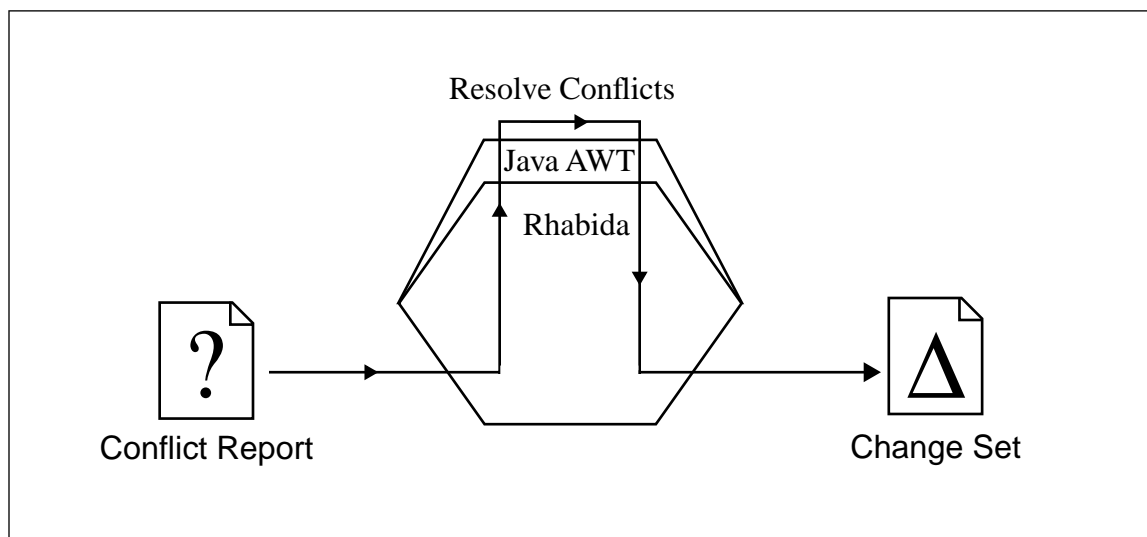 Resolve Conflicts
Java AWT
Rhabida
?
Δ
Conflict Report
Change Set